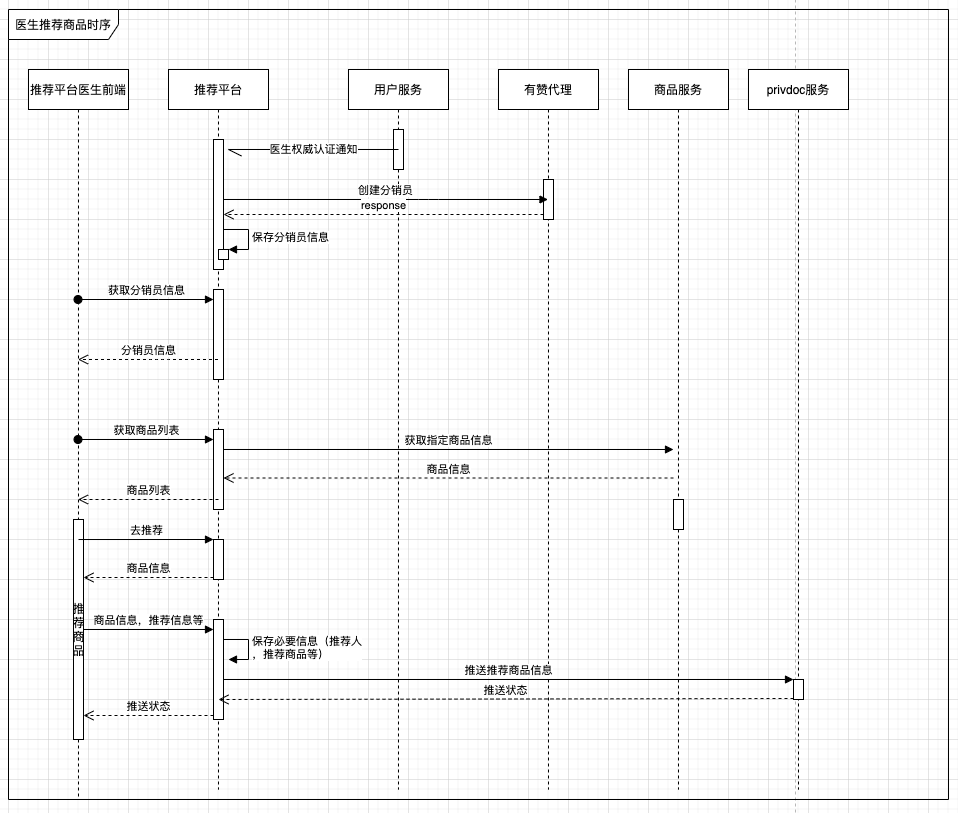 医生推荐商品时序
推荐平台医生前端
推荐平台
用户服务
有赞代理
商品服务
privdoc服务
医生权威认证通知
创建分销员
response
保存分销员信息
获取分销员信息
分销员信息
获取商品列表
获取指定商品信息
商品信息
商品列表
去推荐
商品信息
推荐商品
商品信息，推荐信息等
保存必要信息（推荐人
，推荐商品等）
推送推荐商品信息
推送状态
推送状态